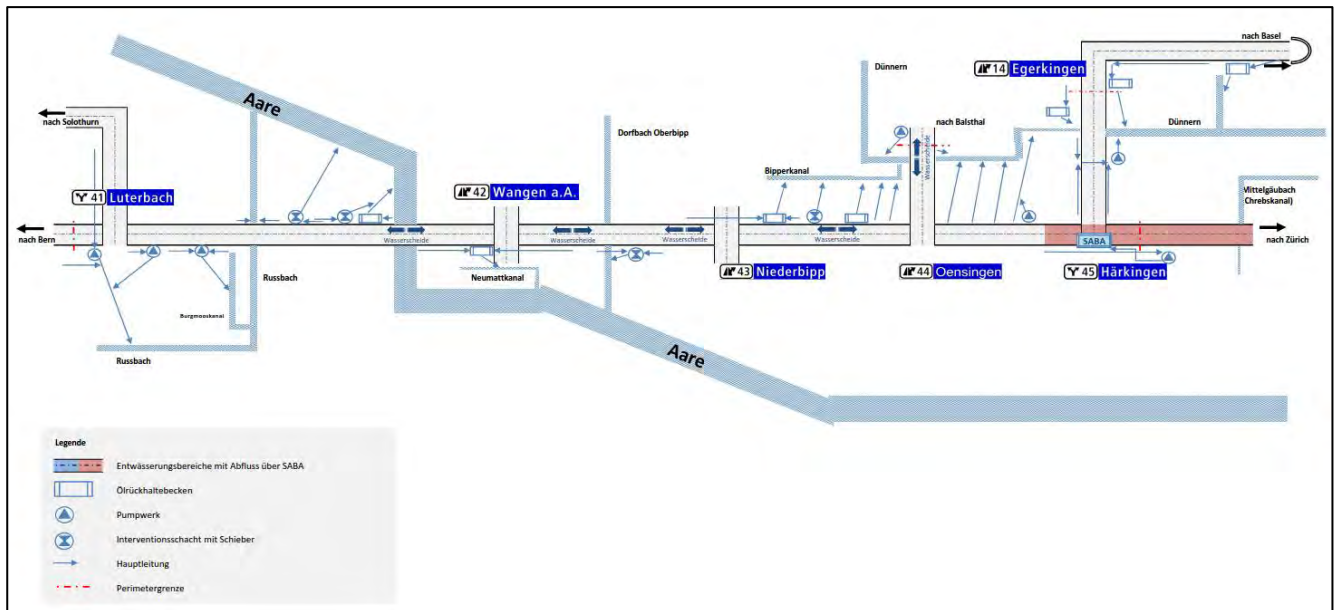 nach Basel
14 Egerkingen
Dünnern
Aare
nach Solothurn
Dorfbach Oberbipp
nach Balsthal
Dünnern
Wasserscheide
Bipperkanal
41 Luterbach
42 Wangen a.A.
Mittelgäubach
(Chrebskanal)
nach Bern
Wasserscheide
Wasserscheide
Wasserscheide
Wasserscheide
SABA
nach Zürich
Russbach
Neumattkanal
43 Niederbipp
44 Oensingen
45 Härkingen
Burgmooskanal
Russbach
Aare
Legende
Entwässerungsbereiche mit Abfluss über SABA
Ölrückhaltebecken
Pumpwerk
Interventionsschacht mit Schieber
Hauptleitung
Perimetergrenze